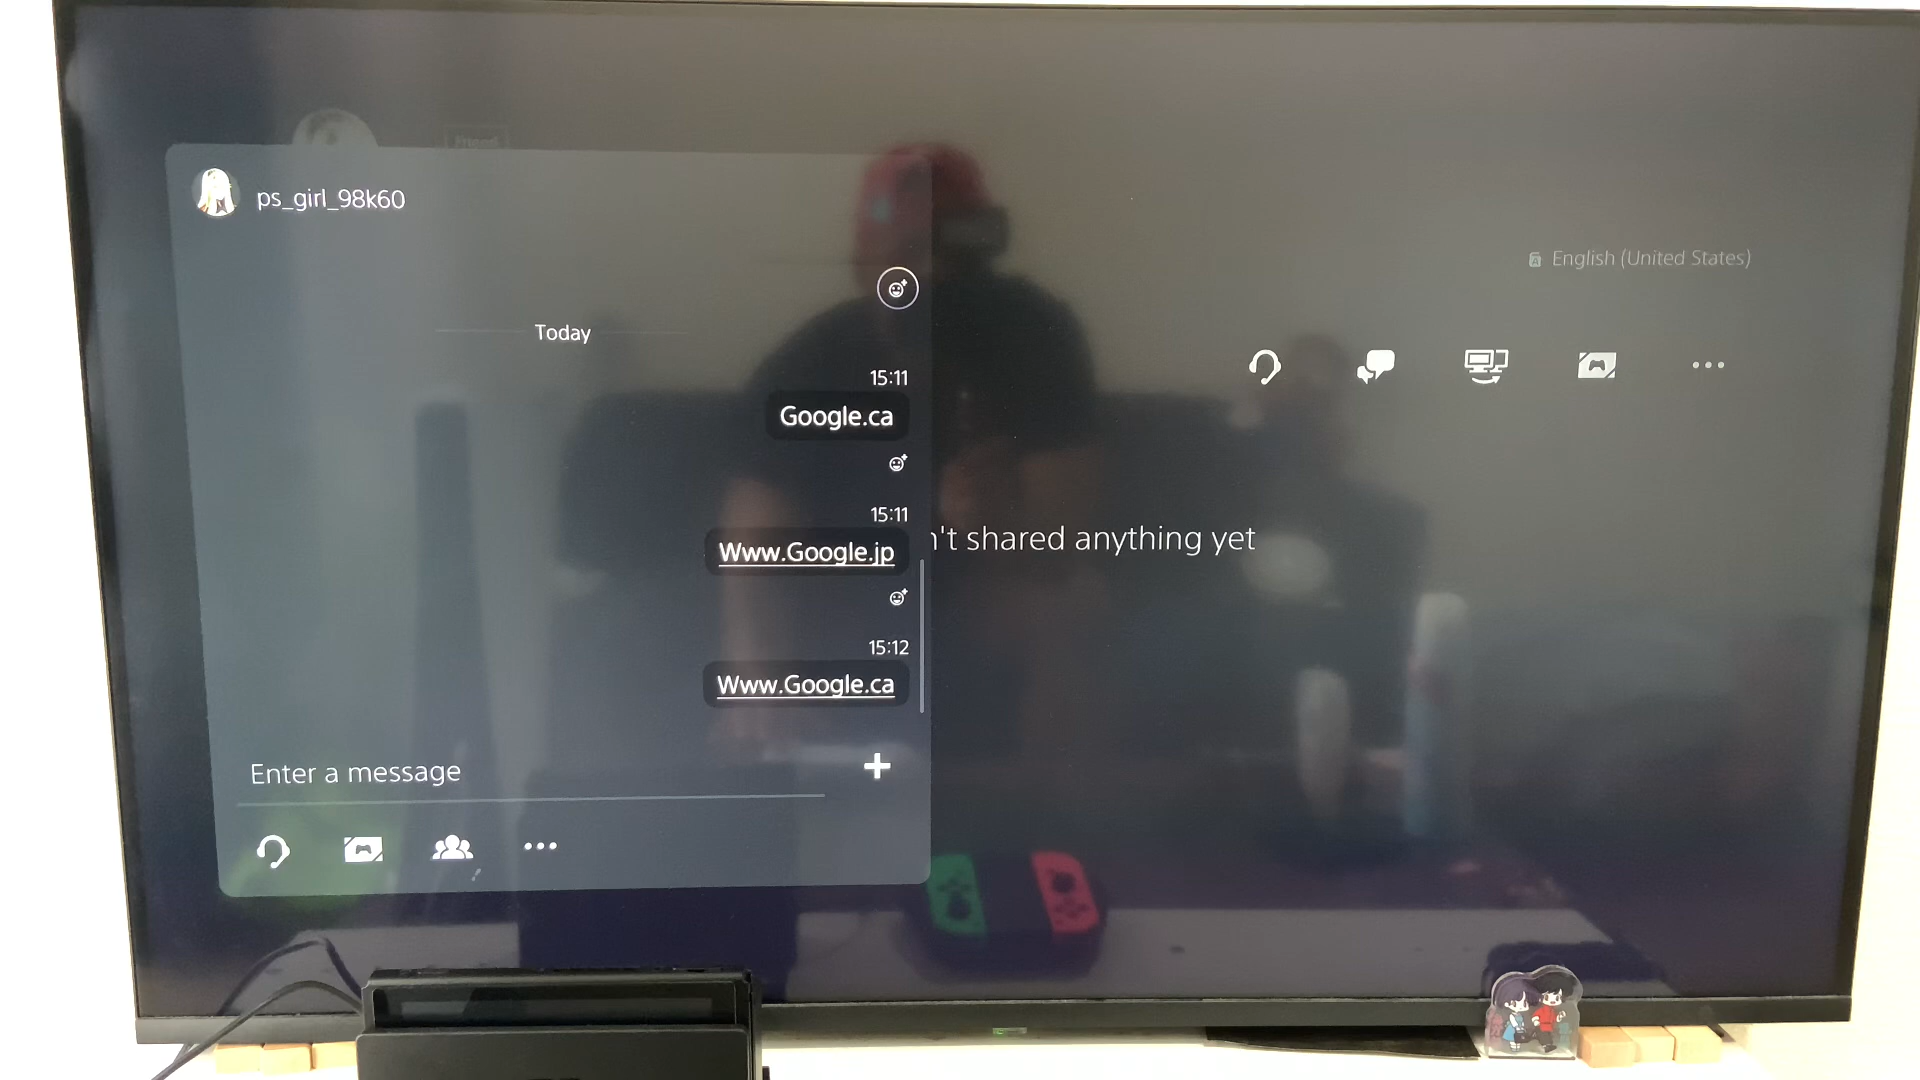 ps_girl_98k60
Today
15:11
Google.ca
15:11
Www.Google.jp
15:12
Www.Google.ca
Enter a message
English (United States)
shared anything yet